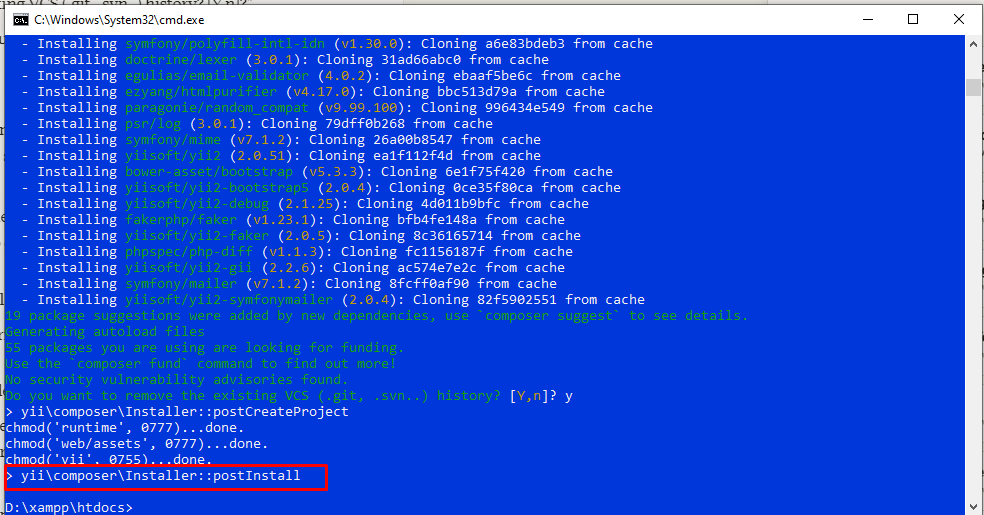 C:\Windows\System32\cmd.exe
- Installing symfony/polyfill-intl-idn (v1.30.0): Cloning a6e83bdeb3 from cache
- Installing doctrine/lexer (3.0.1): Cloning 31ad66abc0 from cache
- Installing egulias/email-validator (4.0.2): Cloning ebaaf5be6c from cache
- Installing ezyang/htmlpurifier (v4.17.0): Cloning bbc513d79a from cache
- Installing paragonie/random_compat (v9.99.100): Cloning 996434e549 from cache
- Installing psr/log (3.0.1): Cloning 79dff0b268 from cache
- Installing symfony/mime (v7.1.2): Cloning 26a00b8547 from cache
- Installing yiisoft/yii2 (2.0.51): Cloning ea1f112f4d from cache
- Installing bower-asset/bootstrap (v5.3.3): Cloning 6e1f75f420 from cache
- Installing yiisoft/yii2-bootstrap5 (2.0.4): Cloning 0ce35f80ca from cache
- Installing yiisoft/yii2-debug (2.1.25): Cloning 4d011b9bfc from cache
- Installing fakerphp/faker (v1.23.1): Cloning bfb4fe148a from cache
- Installing yiisoft/yii2-faker (2.0.5): Cloning 8c36165714 from cache
- Installing phpspec/php-diff (v1.1.3): Cloning fc1156187f from cache
- Installing yiisoft/yii2-gii (2.2.6): Cloning ac574e7e2c from cache
- Installing symfony/mailer (v7.1.2): Cloning 8fcff0af90 from cache
- Installing yiisoft/yii2-symfonymailer (2.0.4): Cloning 82f5902551 from cache
19 package suggestions were added by new dependencies, use `composer suggest` to see details.
Generating autoload files
55 packages you are using are looking for funding.
Use the `composer fund` command to find out more!
No security vulnerability advisories found.
Do you want to remove the existing VCS (.git, .svn..) history? [Y,n]? y
> yii\composer\Installer::postCreateProject
chmod('runtime', 0777)...done.
chmod('web/assets', 0777)...done.
chmod('yii', 0755)...done.
> yii\composer\Installer::postInstall
D:\xampp\htdocs>